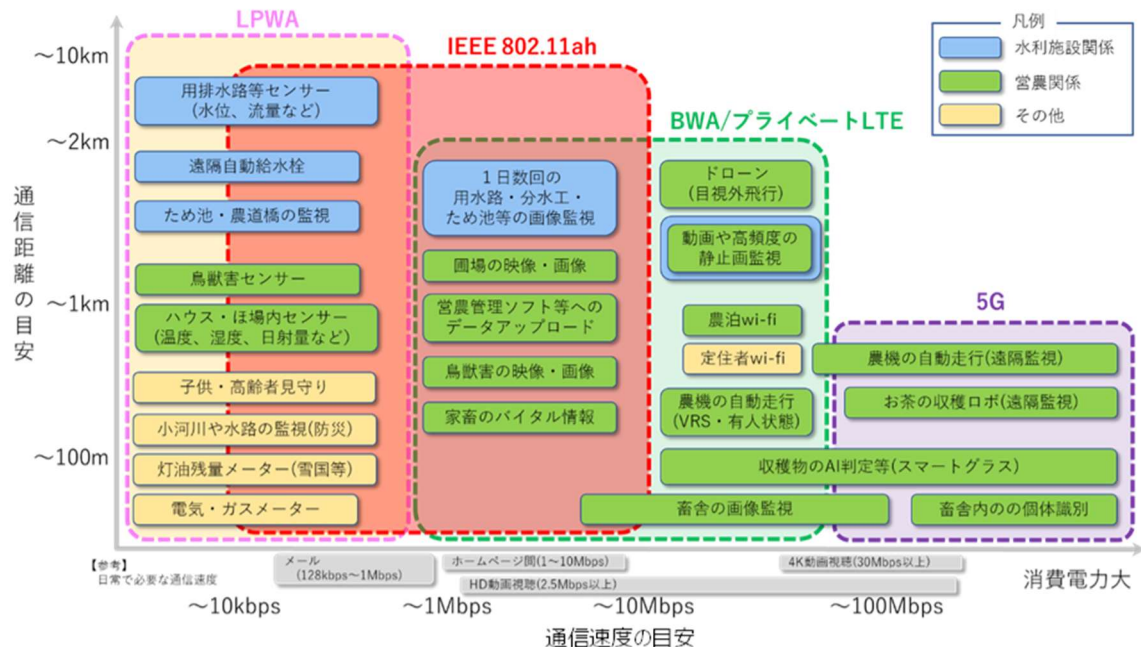 LPWA
IEEE 802.11ah
BWA/プライベートLTE
5G
凡例
水利施設関係
営農関係
その他
通信距離の目安
～10km
～2km
～1km
～100m
用排水路等センサー
(水位、流量など)
遠隔自動給水栓
ため池・農道橋の監視
鳥獣害センサー
ハウス・ほ場内センサー
(温度、湿度、日射量など)
子供・高齢者見守り
小河川や水路の監視(防災)
灯油残量メーター(雪国等)
電気・ガスメーター
１日数回の
用水路・分水工・
ため池等の画像監視
圃場の映像・画像
営農管理ソフト等への
データアップロード
鳥獣害の映像・画像
家畜のバイタル情報
ドローン
(目視外飛行)
動画や高頻度の
静止画監視
農泊wi-fi
定住者wi-fi
農機の自動走行
(VRS・有人状態)
農機の自動走行(遠隔監視)
お茶の収穫ロボ(遠隔監視)
収穫物のAI判定等(スマートグラス)
畜舎の画像監視
畜舎内のの個体識別
【参考】
日常で必要な通信速度
メール
(128kbps～1Mbps)
ホームページ間(1～10Mbps)
HD動画視聴(2.5Mbps以上)
4K動画視聴(30Mbps以上)
消費電力大
～10kbps
～1Mbps
～10Mbps
～100Mbps
通信速度の目安